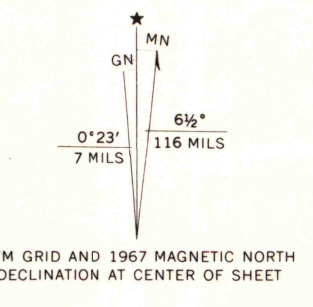 ★
MN
GN
6½°
0°23′
116 MILS
7 MILS
GRID AND 1967 MAGNETIC NORTH
DECLINATION AT CENTER OF SHEET